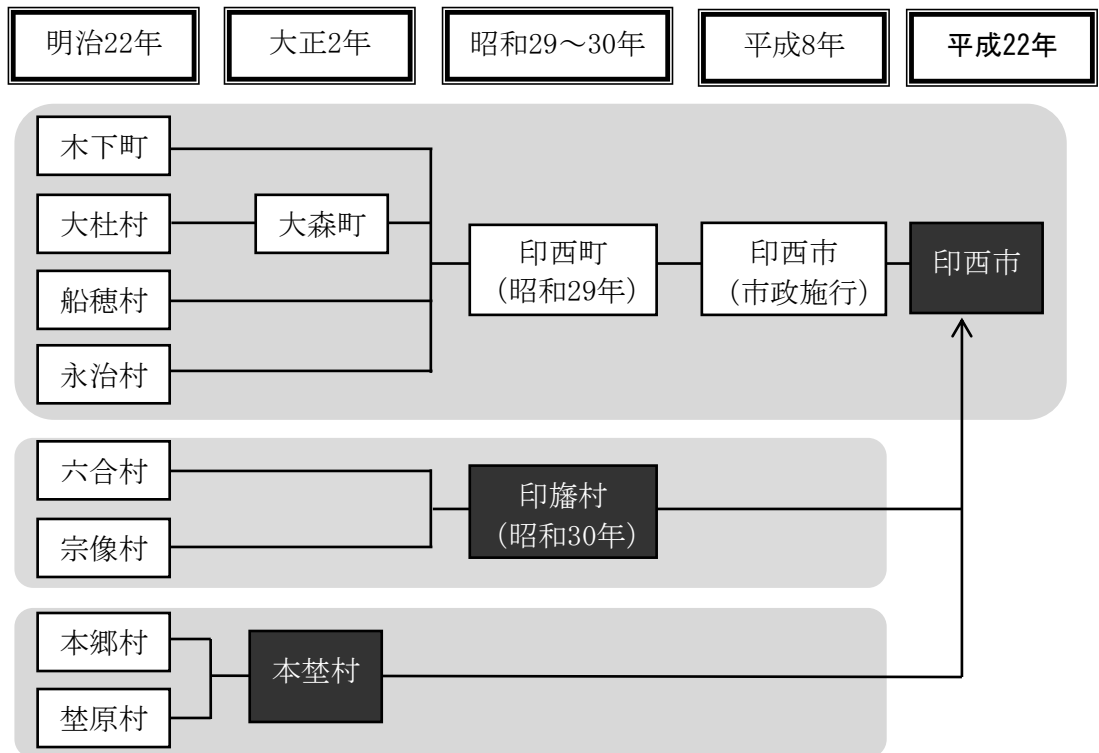 明治22年
大正2年
昭和29～30年
平成8年
平成22年
木下町
大杜村
大森町
船穂村
永治村
印西町
（昭和29年）
印西市
（市政施行）
印西市
六合村
宗像村
印旛村
（昭和30年）
本郷村
埜原村
本埜村